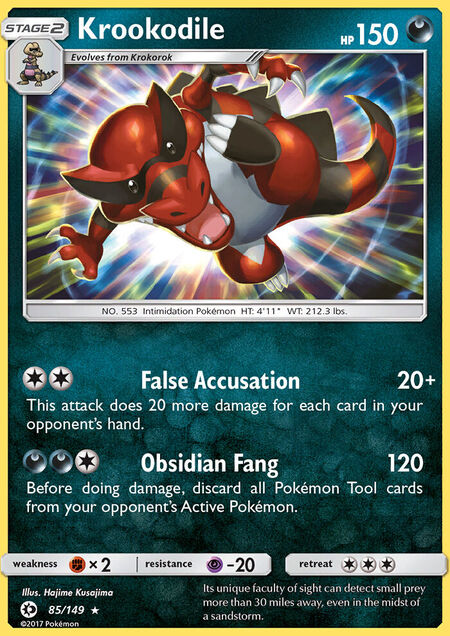 STAGE2
Krookodile
HP 150
Evolves from Krokorok
NO. 553 Intimidation Pokémon HT: 4'11" WT: 212.3 lbs.
False Accusation 20+
This attack does 20 more damage for each card in your
opponent's hand.
Obsidian Fang 120
Before doing damage, discard all Pokémon Tool cards
from your opponent's Active Pokémon.
weakness ×2 resistance -20 retreat
Illus. Hajime Kusajima
85/149
©2017 Pokémon
Its unique faculty of sight can detect small prey
more than 30 miles away, even in the midst of
a sandstorm.